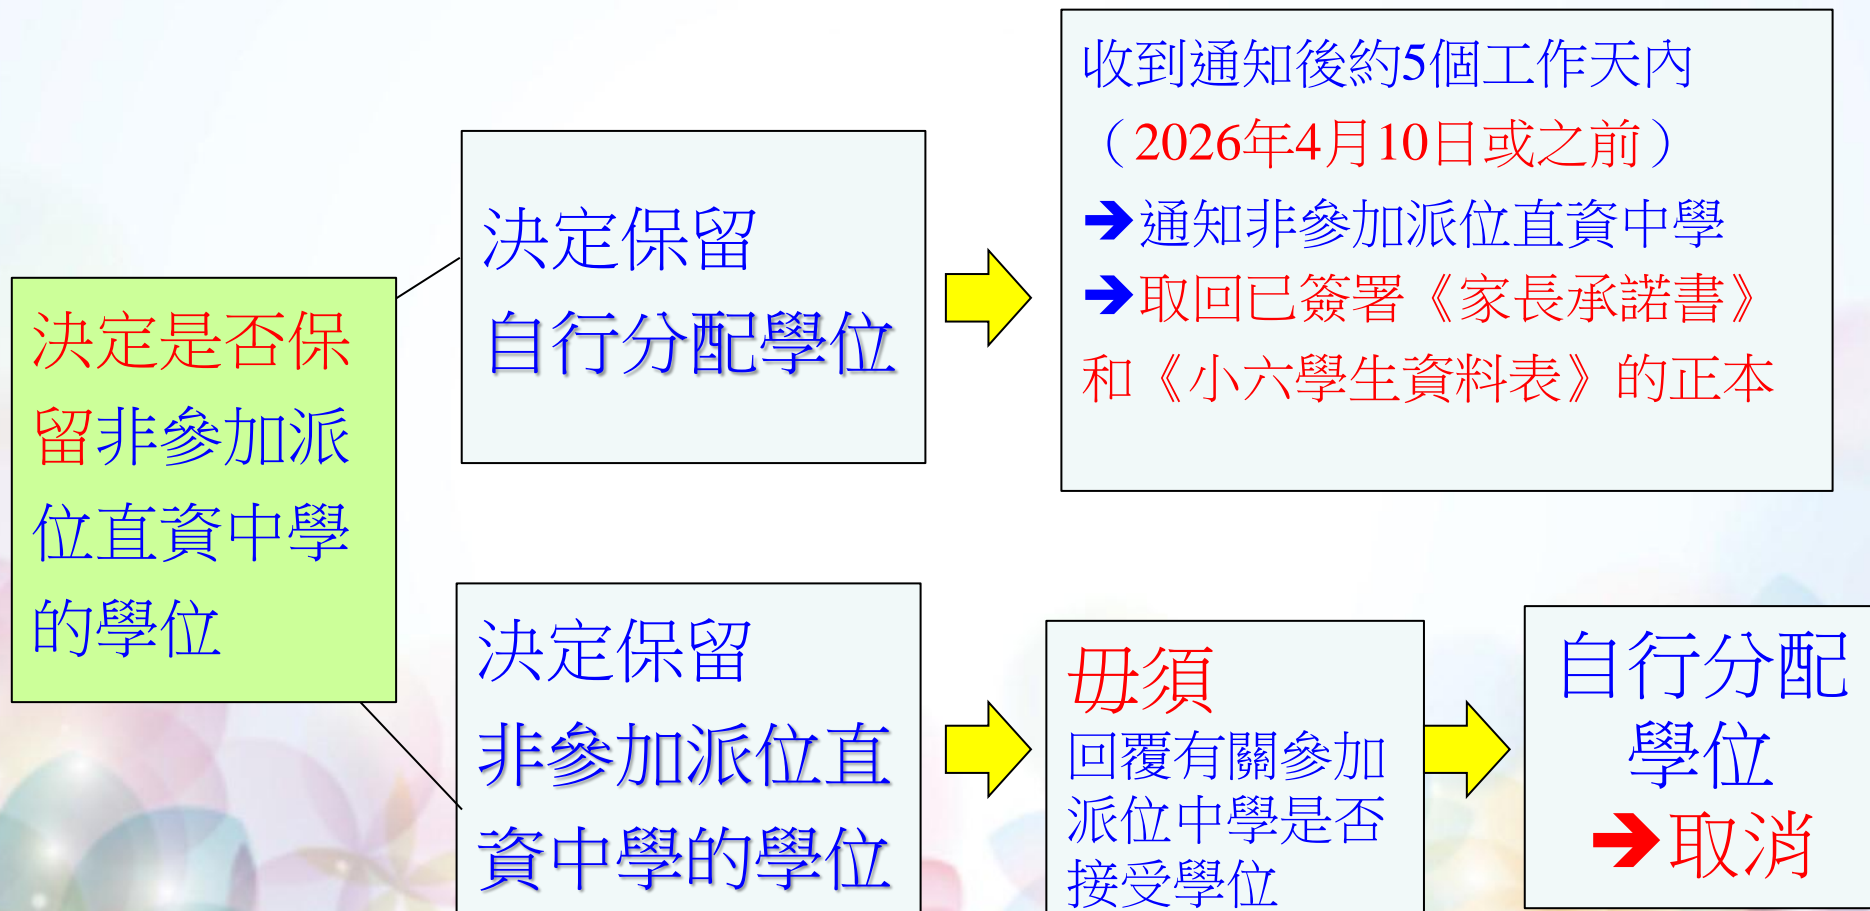 決定是否保
留非參加派
位直資中學
的學位
決定保留
自行分配學位
收到通知後約5個工作天內
（2026年4月10日或之前）
➔通知非參加派位直資中學
➔取回已簽署《家長承諾書》
和《小六學生資料表》的正本
決定保留
非參加派位直
資中學的學位
毋須
回覆有關參加
派位中學是否
接受學位
自行分配
學位
➔取消